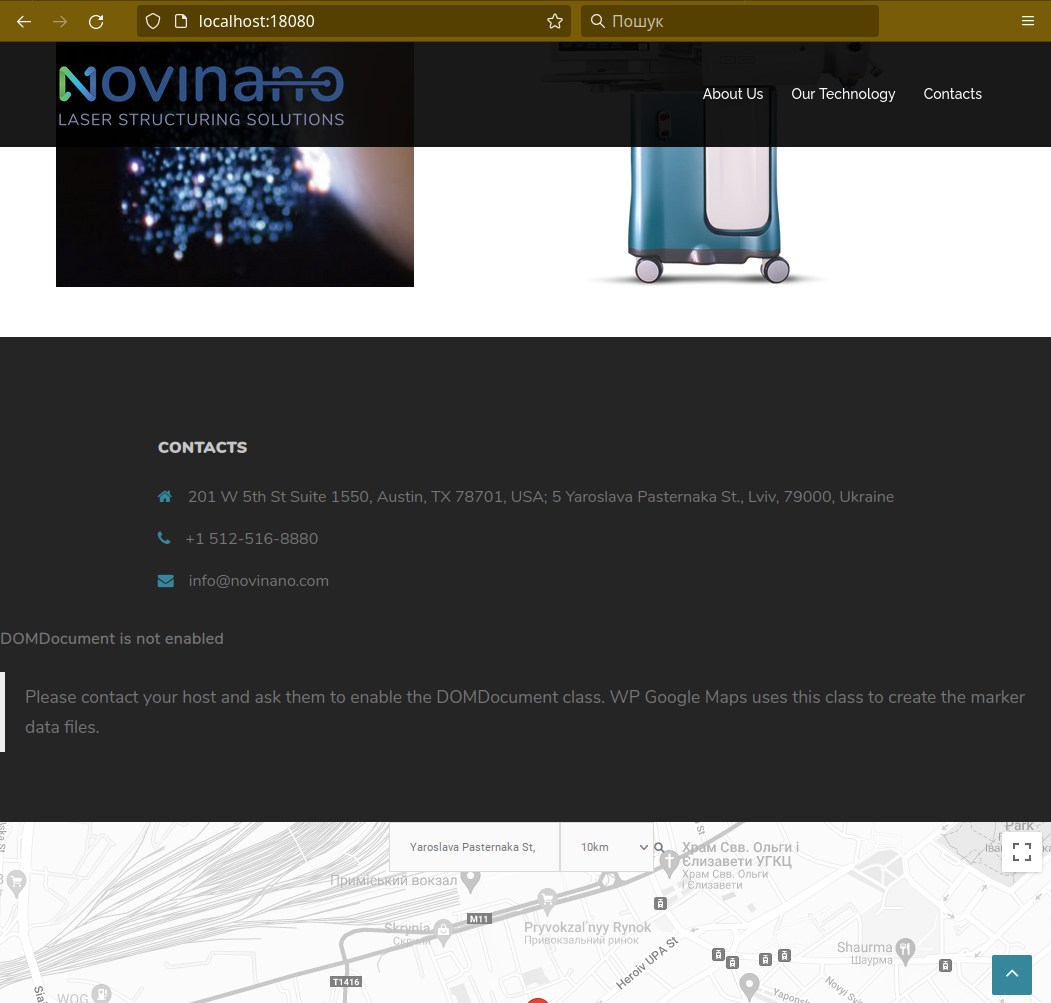 localhost:18080
Пошук
Novinano
LASER STRUCTURING SOLUTIONS
About Us
Our Technology
Contacts
CONTACTS
201 W 5th St Suite 1550, Austin, TX 78701, USA; 5 Yaroslava Pasternaka St., Lviv, 79000, Ukraine
+1 512-516-8880
info@novinano.com
DOMDocument is not enabled
Please contact your host and ask them to enable the DOMDocument class. WP Google Maps uses this class to create the marker
data files.
Yaroslava Pasternaka St,
10km
Park
Храм Свв. Ольги і
Єлизавети УГКЦ
Храм Свв. Ольги
і Єлизавети
Приміський вокзал
M11
Skrynia
Скриня
Pryvokzal'nyy Rynok
Привокзальний ринок
Heroiv UPA St
Shaurma
Шаурма
T1416
WOG